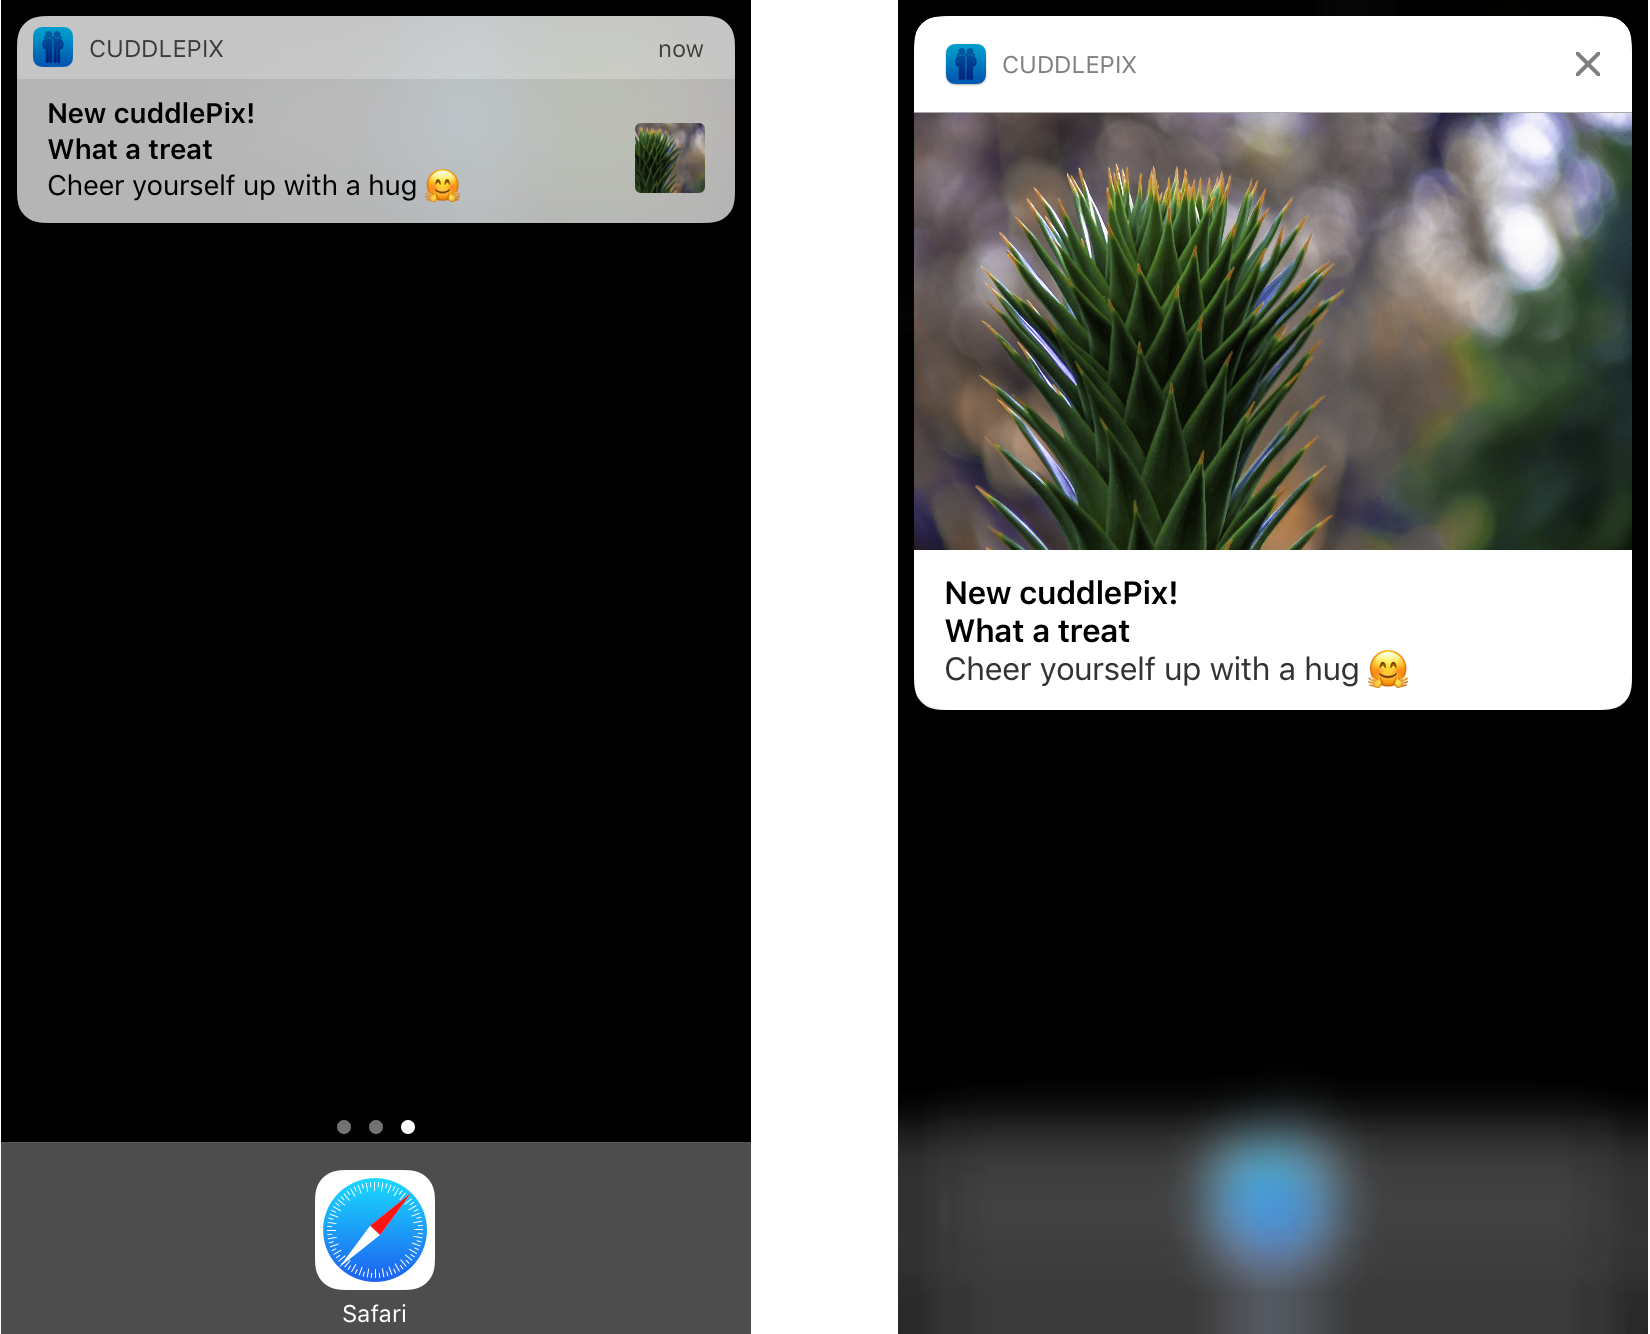 CUDDLEPIX
now
New cuddlePix!
What a treat
Cheer yourself up with a hug 🤗
Safari
CUDDLEPIX
New cuddlePix!
What a treat
Cheer yourself up with a hug 🤗